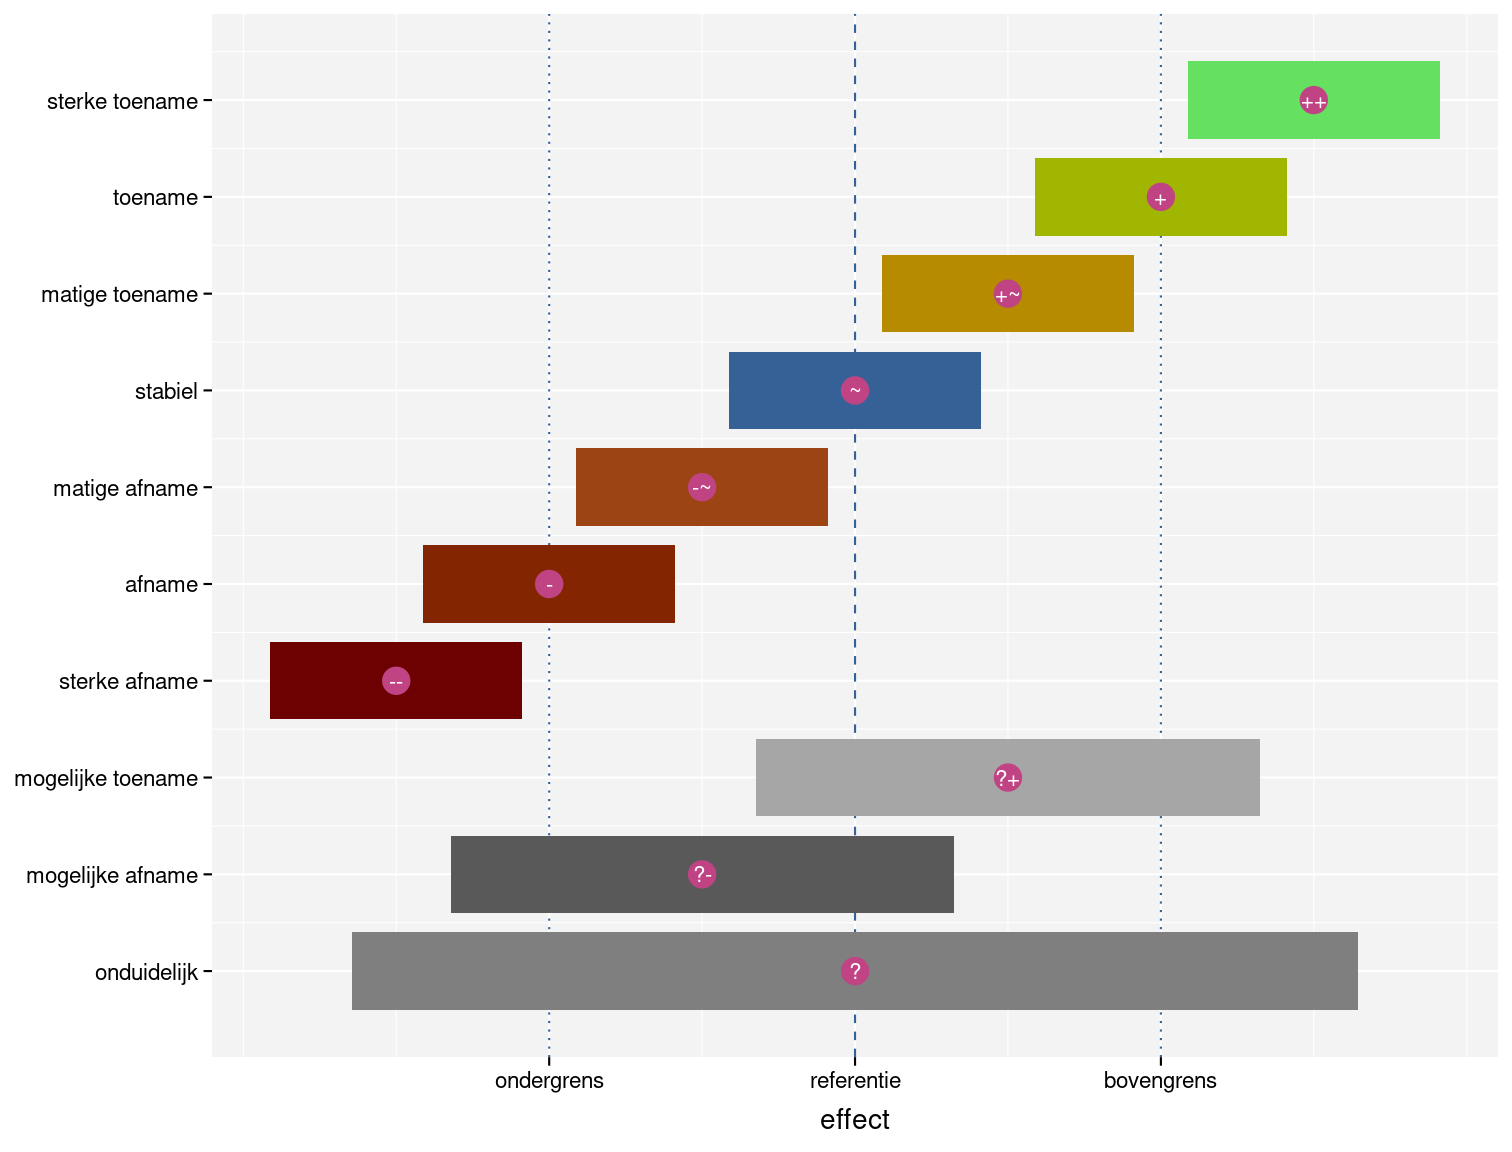 sterke toename
++
toename
+
matige toename
+~
stabiel
~
matige afname
-~
afname
-
sterke afname
--
mogelijke toename
?+
mogelijke afname
?-
onduidelijk
?
ondergrens
referentie
bovengrens
effect